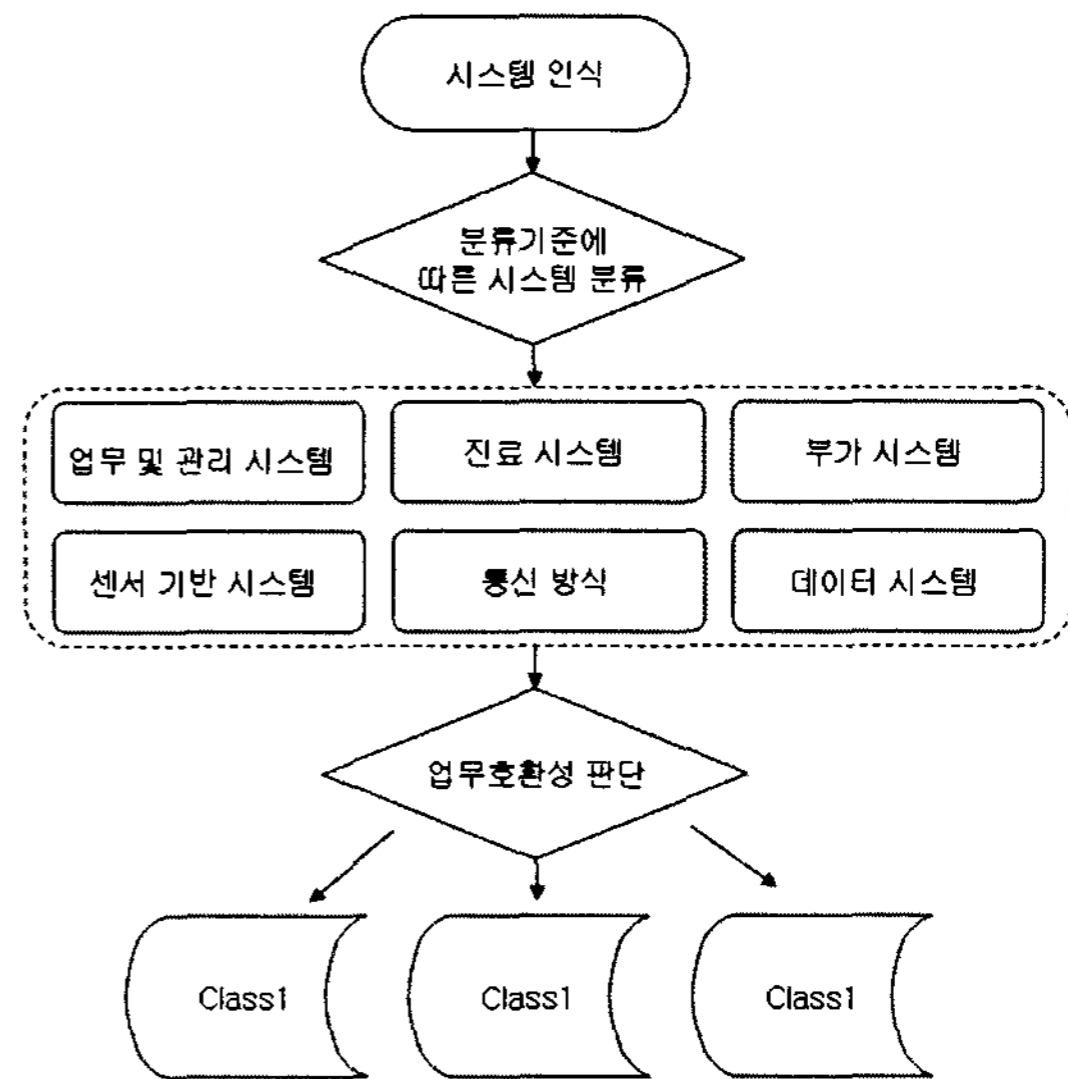 시스템 인식
분류기준에
따른 시스템 분류
업무 및 관리 시스템
진료 시스템
부가 시스템
센서 기반 시스템
통신 방식
데이터 시스템
업무호환성 판단
Class1
Class1
Class1